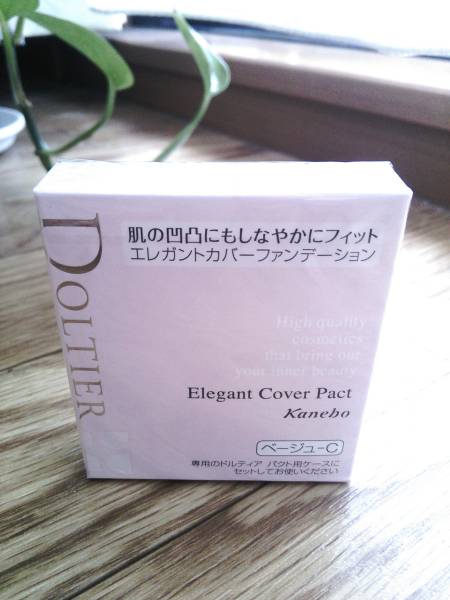 DOLTIER
肌の凹凸にもしなやかにフィット
エレガントカバーファンデーション
High quality
cosmetics
that bring out
your inner beauty
Elegant Cover Pact
Kanebo
ベージュ-C
専用のドルティア パクト用ケースに
セットしてお使いください